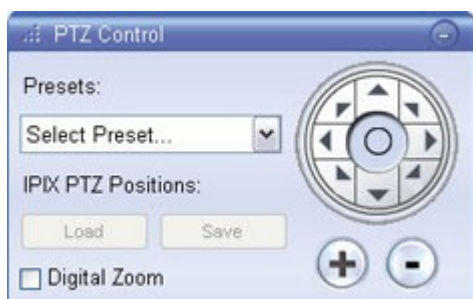 PTZ Control
Presets:
Select Preset...
IPIX PTZ Positions:
Load Save
Digital Zoom